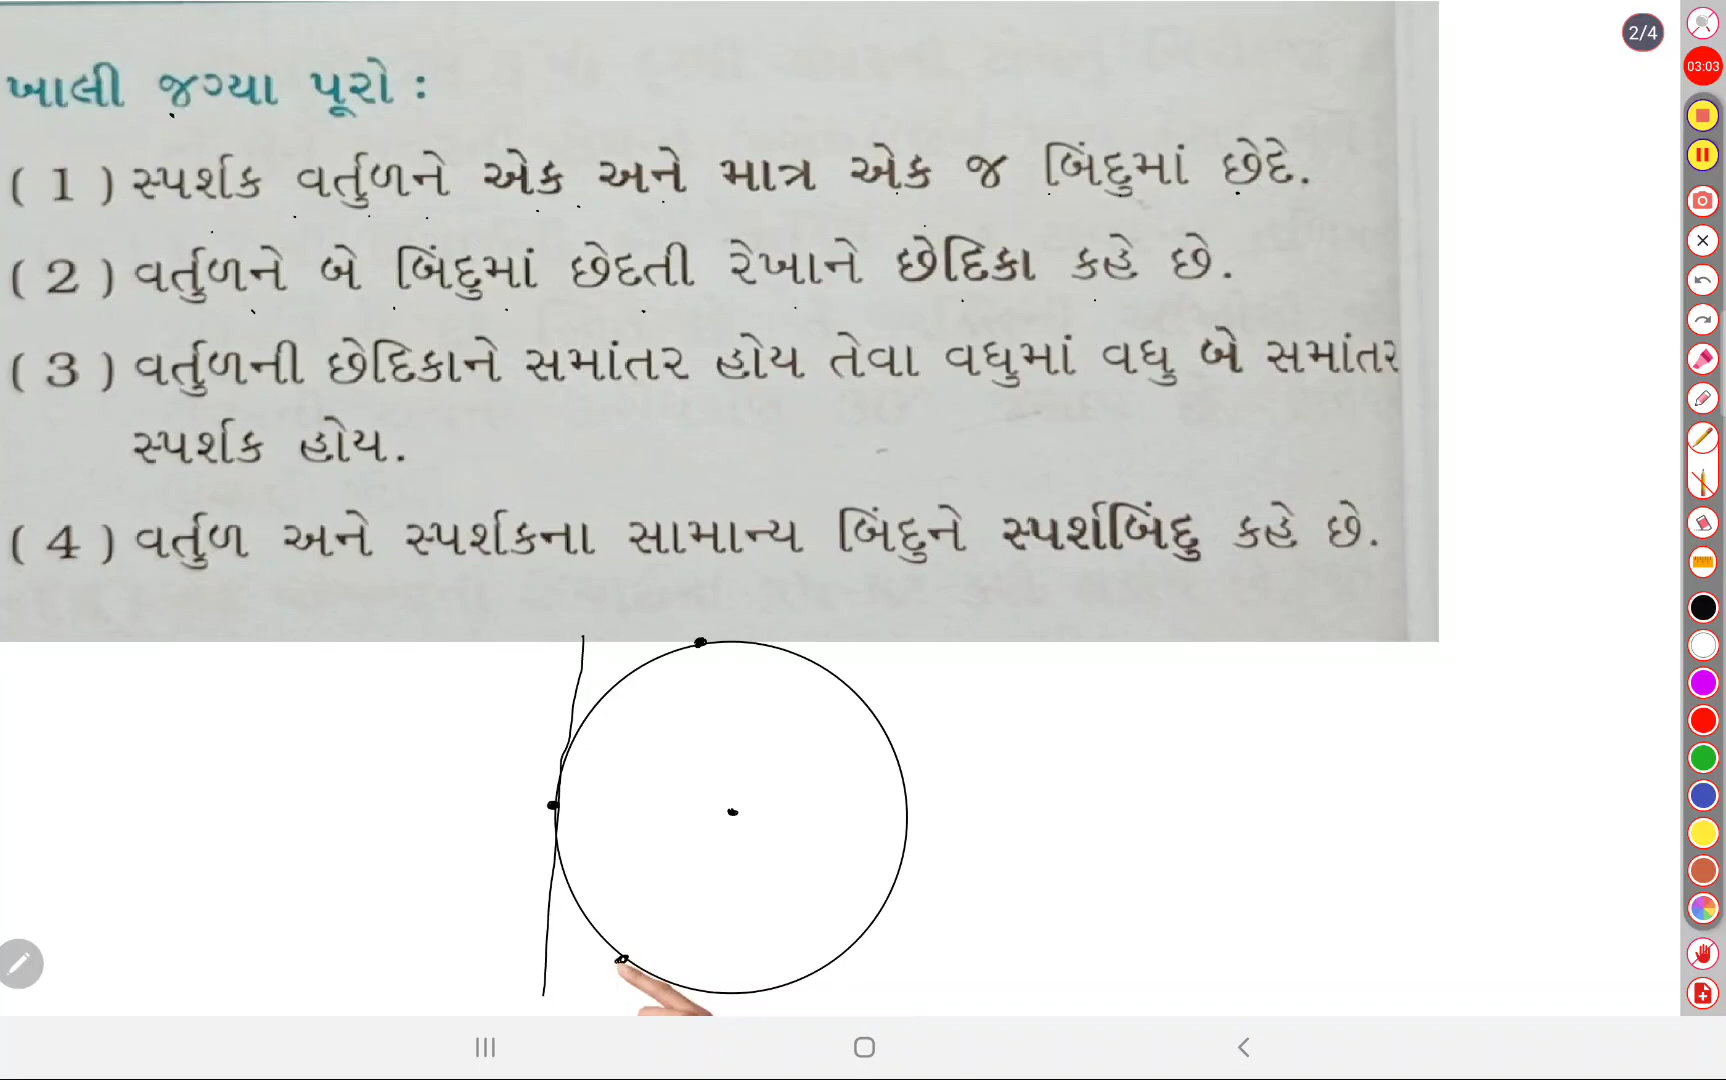 2/4
03:03
ખાલી જગ્યા પૂરો :
( 1 ) સ્પર્શક વર્તુળને એક અને માત્ર એક જ બિંદુમાં છેદે.
( 2 ) વર્તુળને બે બિંદુમાં છેદતી રેખાને છેદિકા કહે છે.
( 3 ) વર્તુળની છેદિકાને સમાંતર હોય તેવા વધુમાં વધુ બે સમાંતર
સ્પર્શક હોય.
( 4 ) વર્તુળ અને સ્પર્શકના સામાન્ય બિંદુને સ્પર્શબિંદુ કહે છે.